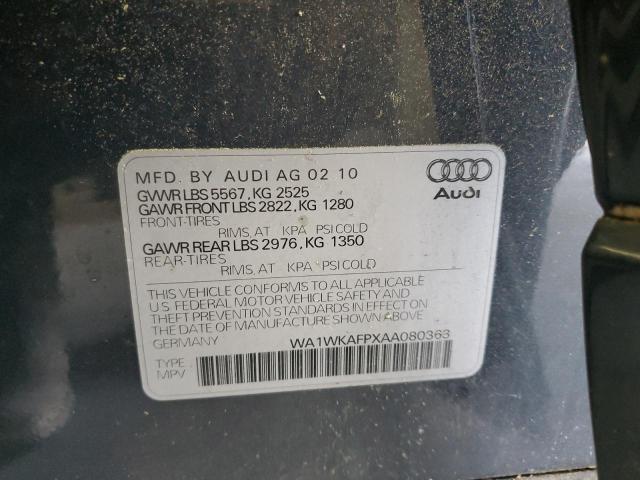 MFD. BY AUDI AG 02 10
GVWR LBS 5567, KG 2525
GAWR FRONT LBS 2822, KG 1280
FRONT-TIRES
RIMS, AT KPA PSI COLD
GAWR REAR LBS 2976, KG 1350
REAR-TIRES
RIMS, AT KPA PSI COLD
Audi
THIS VEHICLE CONFORMS TO ALL APPLICABLE
U.S. FEDERAL MOTOR VEHICLE SAFETY AND
THEFT PREVENTION STANDARDS IN EFFECT ON
THE DATE OF MANUFACTURE SHOWN ABOVE
GERMANY WA1WKAFPXAA080363
TYPE
MPV